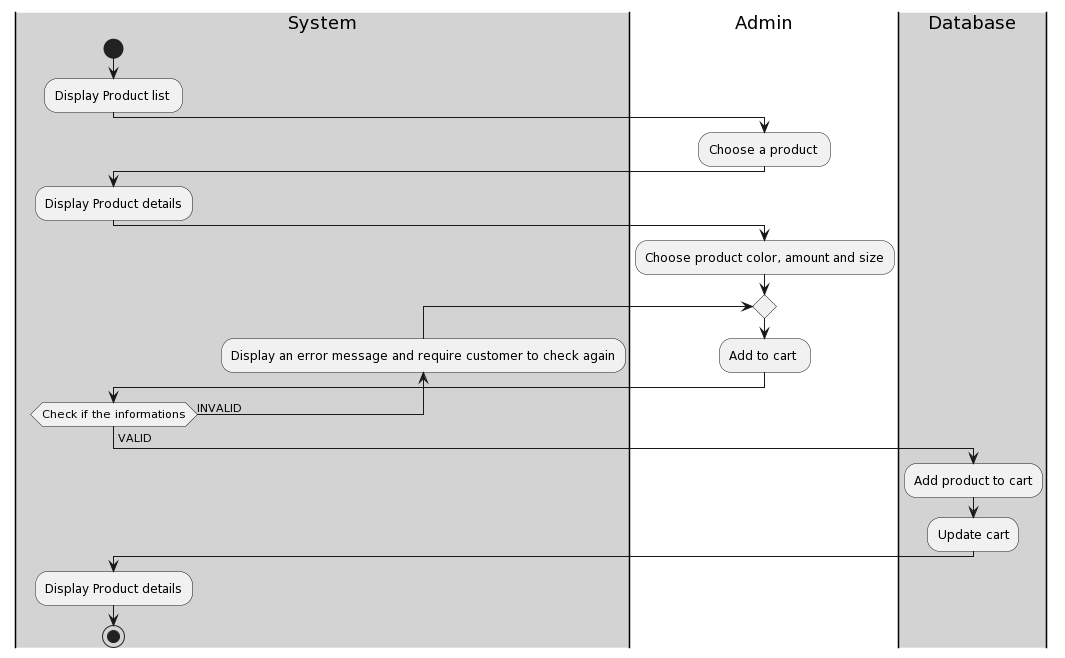 System
Admin
Database
Display Product list
Choose a product
Display Product details
Choose product color, amount and size
Display an error message and require customer to check again
Add to cart
Check if the informations
INVALID
VALID
Add product to cart
Update cart
Display Product details